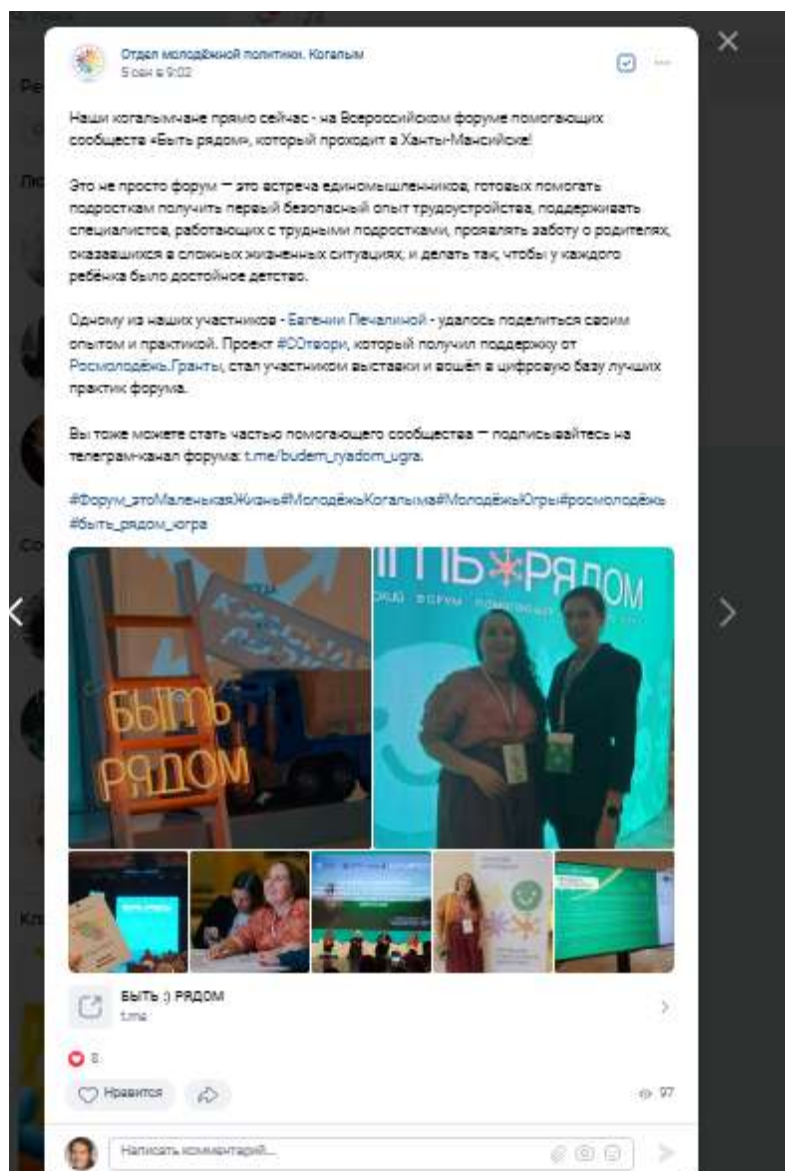 Отдел молодёжной политики. Когалым
5 сен в 9:02
Наши когалымчане прямо сейчас - на Всероссийском форуме помогающих
сообществ «Быть рядом», который проходит в Ханты-Мансийске!
Это не просто форум — это встреча единомышленников, готовых помогать
подросткам получить первый безопасный опыт трудоустройства, поддерживать
специалистов, работающих с трудными подростками, проявлять заботу о родителях,
оказавшихся в сложных жизненных ситуациях, и делать так, чтобы у каждого
ребёнка было достойное детство.
Одному из наших участников - Евгении Печалиной - удалось поделиться своим
опытом и практикой. Проект #СОтвори, который получил поддержку от
Росмолодёжь.Гранты, стал участником выставки и вошёл в цифровую базу лучших
практик форума.
Вы тоже можете стать частью помогающего сообщества — подписывайтесь на
телеграм-канал форума: t.me/budem_ryadom_ugra.
#Форум_этоМаленькаяЖизнь#МолодёжьКогалыма#МолодёжьЮгры#росмолодёжь
#быть_рядом_югра
БЫТЬ
РЯДОМ
РЯДОМ
БЫТЬ :) РЯДОМ
t.me
8
Нравится
97
Написать комментарий...